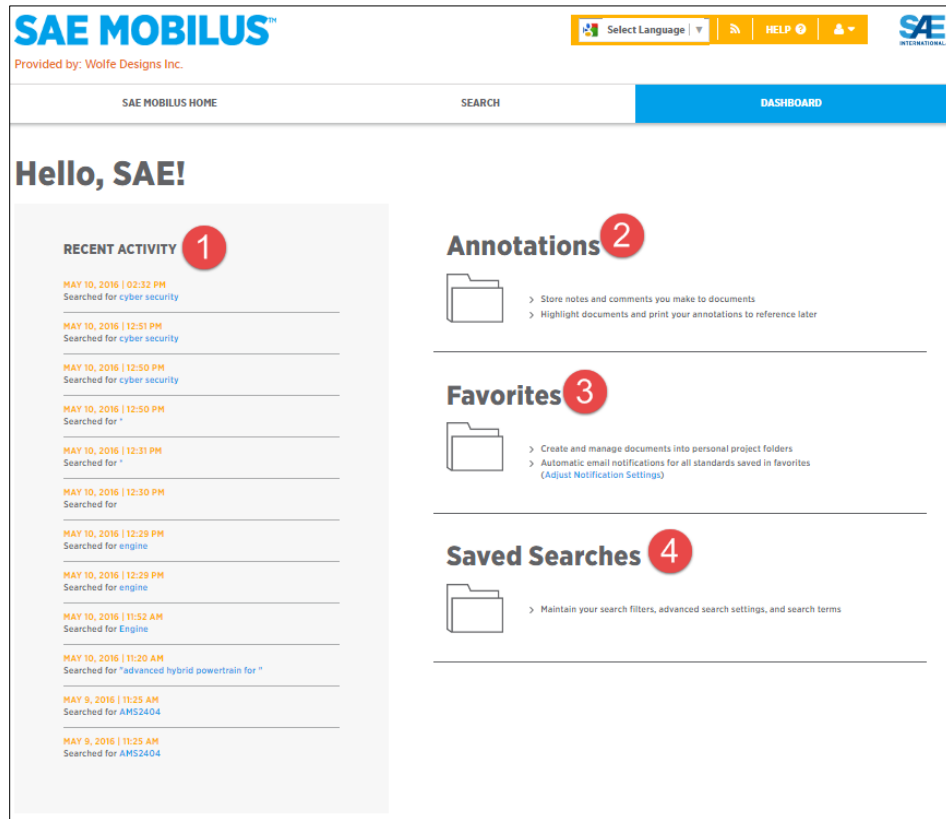 SAE MOBILUS™
Select Language ▼
HELP
SAE
INTERNATIONAL
Provided by: Wolfe Designs Inc.
SAE MOBILUS HOME
SEARCH
DASHBOARD
Hello, SAE!
RECENT ACTIVITY 1
MAY 10, 2016 | 02:32 PM
Searched for cyber security
MAY 10, 2016 | 12:51 PM
Searched for cyber security
MAY 10, 2016 | 12:50 PM
Searched for cyber security
MAY 10, 2016 | 12:50 PM
Searched for *
MAY 10, 2016 | 12:31 PM
Searched for *
MAY 10, 2016 | 12:30 PM
Searched for
MAY 10, 2016 | 12:29 PM
Searched for engine
MAY 10, 2016 | 12:29 PM
Searched for engine
MAY 10, 2016 | 11:52 AM
Searched for Engine
MAY 10, 2016 | 11:20 AM
Searched for "advanced hybrid powertrain for "
MAY 9, 2016 | 11:25 AM
Searched for AMS2404
MAY 9, 2016 | 11:25 AM
Searched for AMS2404
Annotations 2
> Store notes and comments you make to documents
> Highlight documents and print your annotations to reference later
Favorites 3
> Create and manage documents into personal project folders
> Automatic email notifications for all standards saved in favorites
(Adjust Notification Settings)
Saved Searches 4
> Maintain your search filters, advanced search settings, and search terms